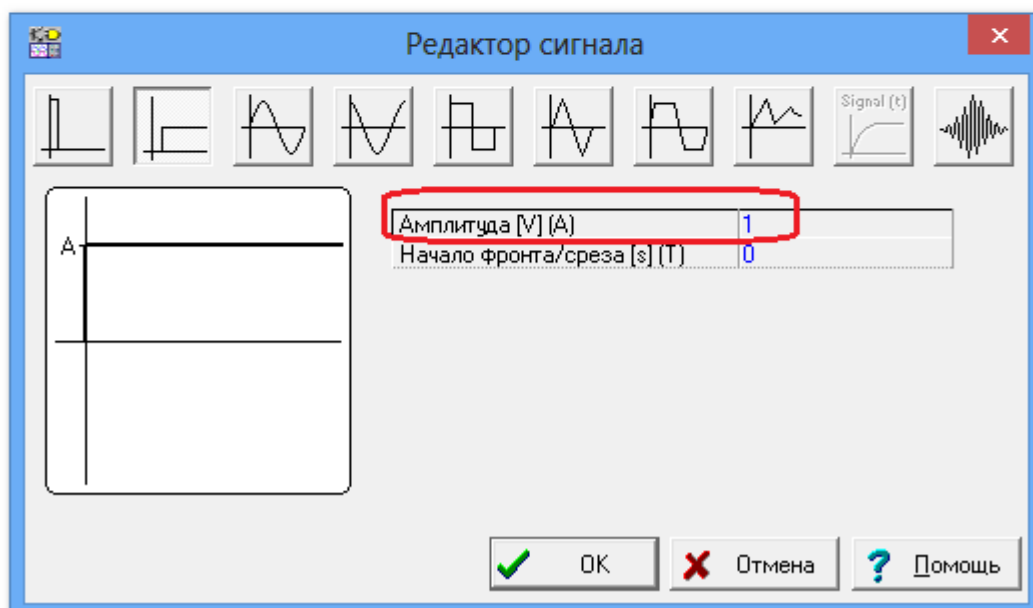 Редактор сигнала
Signal (t)
A
Амплитуда [V] (A) 1
Начало фронта/среза [s] (T) 0
OK Отмена Помощь